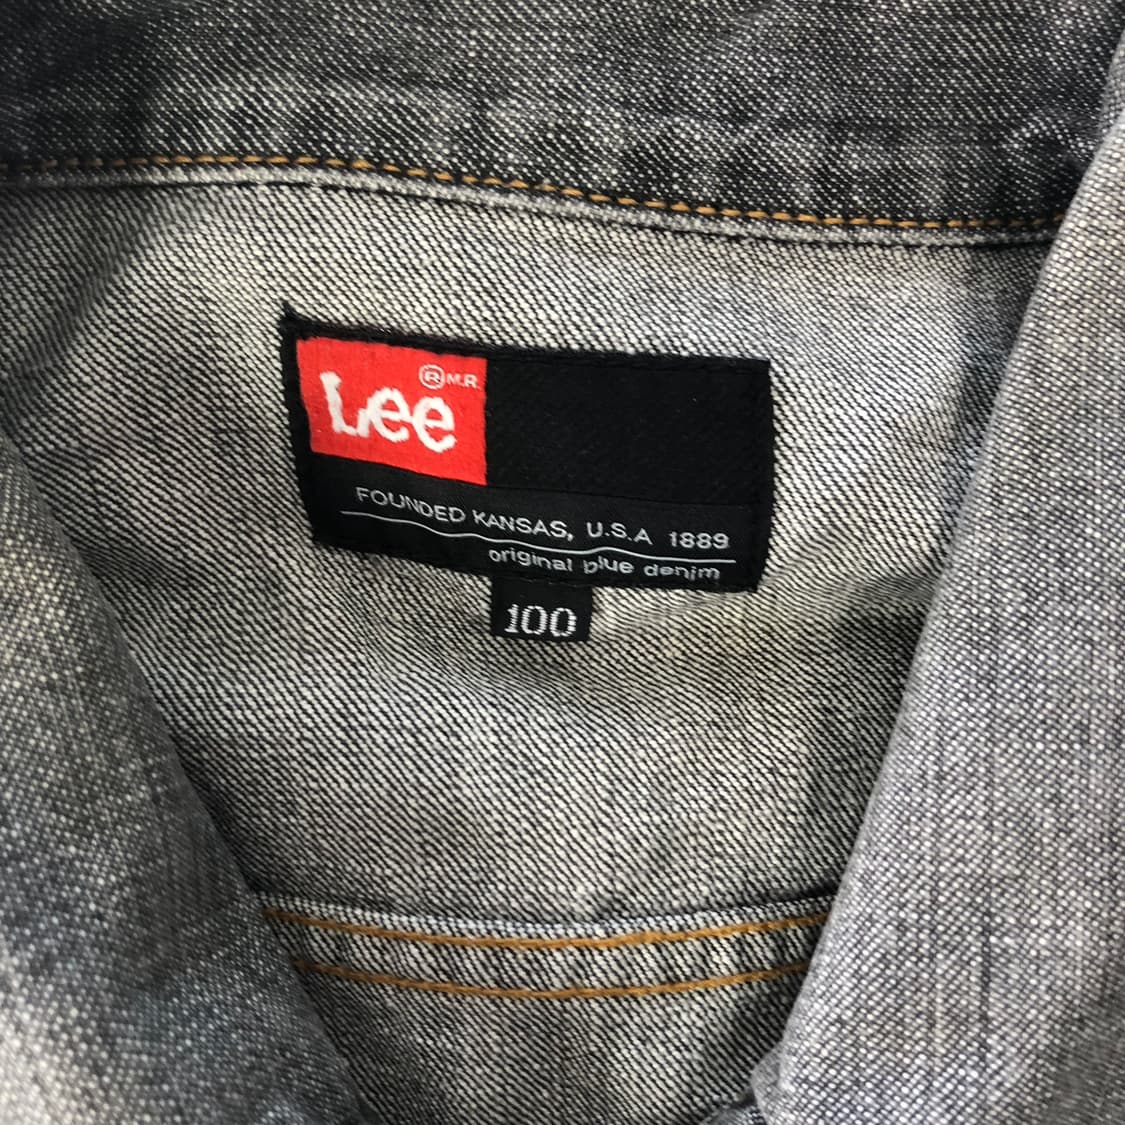 Lee ® M.R.
FOUNDED KANSAS, U.S.A 1889
original blue denim
100